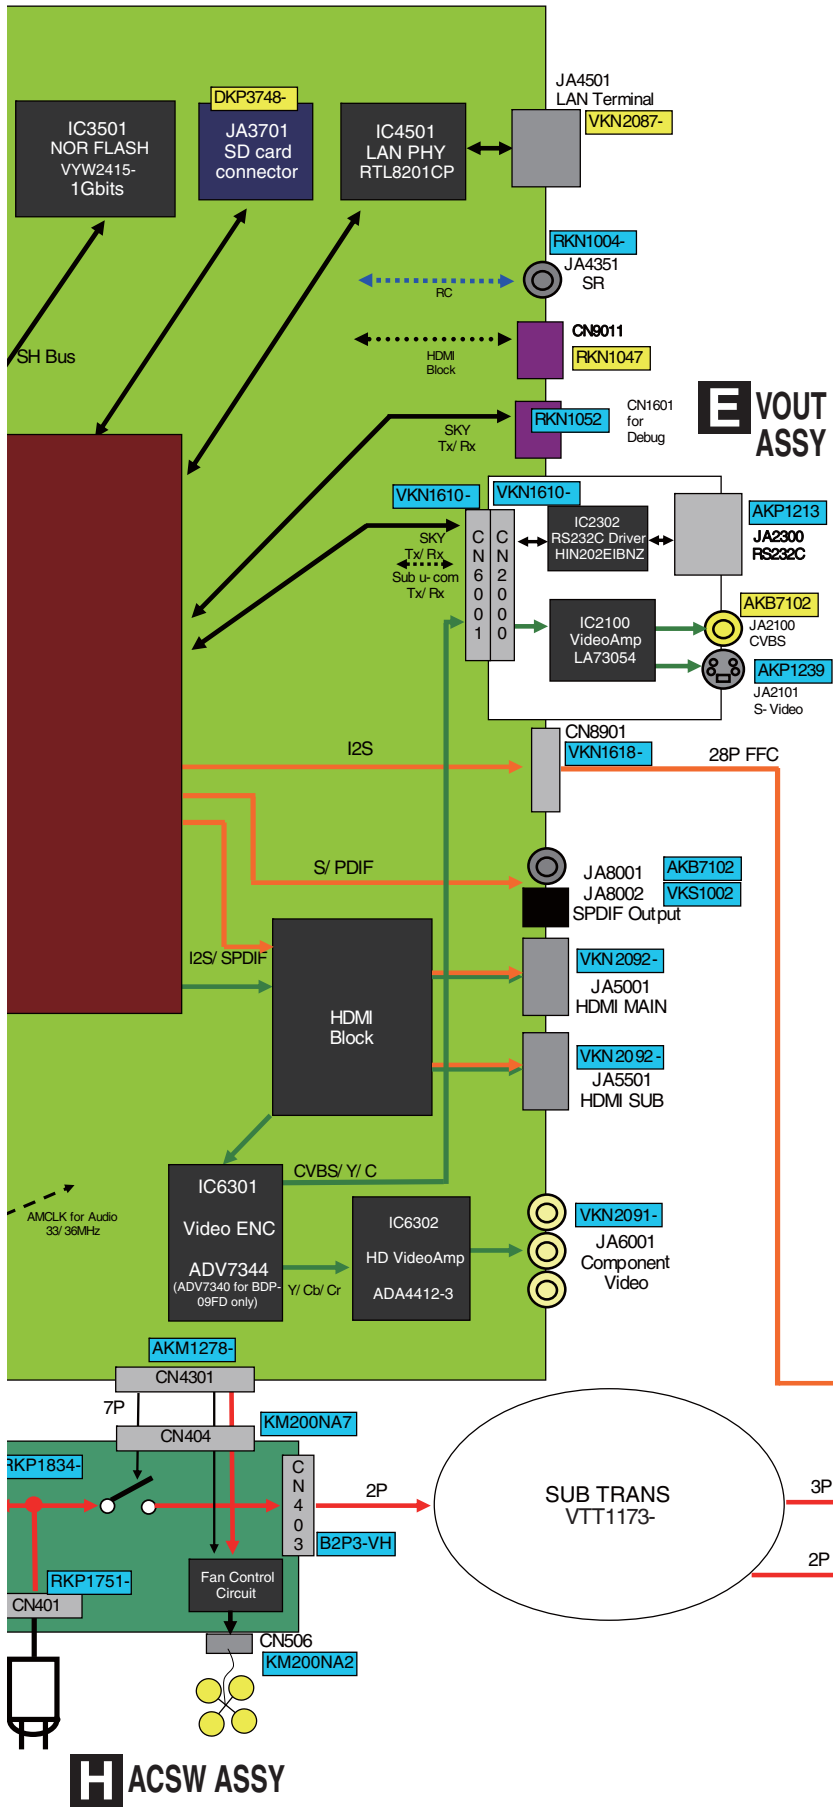 JA4501
LAN Terminal
VKN2087-
DKP3748-
IC3501
NOR FLASH
VYW2415-
1Gbits
JA3701
SD card
connector
IC4501
LAN PHY
RTL8201CP
RKN1004-
JA4351
SR
RC
CN9011
RKN1047
HDMI
Block
SH Bus
RKN1052
CN1601
for
Debug
SKY
Tx/ Rx
E VOUT
ASSY
VKN1610-
VKN1610-
CN6001
CN2000
SKY
Tx/ Rx
Sub u- com
Tx/ Rx
IC2302
RS232C Driver
HIN202EIBNZ
AKP1213
JA2300
RS232C
IC2100
VideoAmp
LA73054
AKB7102
JA2100
CVBS
AKP1239
JA2101
S- Video
CN8901
VKN1618-
I2S
28P FFC
S/ PDIF
JA8001
AKB7102
JA8002
VKS1002
SPDIF Output
I2S/ SPDIF
HDMI
Block
VKN2092-
JA5001
HDMI MAIN
VKN2092-
JA5501
HDMI SUB
CVBS/ Y/ C
IC6301
Video ENC
ADV7344
(ADV7340 for BDP-
09FD only)
Y/ Cb/ Cr
IC6302
HD VideoAmp
ADA4412-3
VKN2091-
JA6001
Component
Video
AMCLK for Audio
33/ 36MHz
AKM1278-
CN4301
7P
KM200NA7
CN404
RKP1834-
CN403
2P
B2P3-VH
SUB TRANS
VTT1173-
3P
2P
RKP1751-
CN401
Fan Control
Circuit
CN506
KM200NA2
H ACSW ASSY